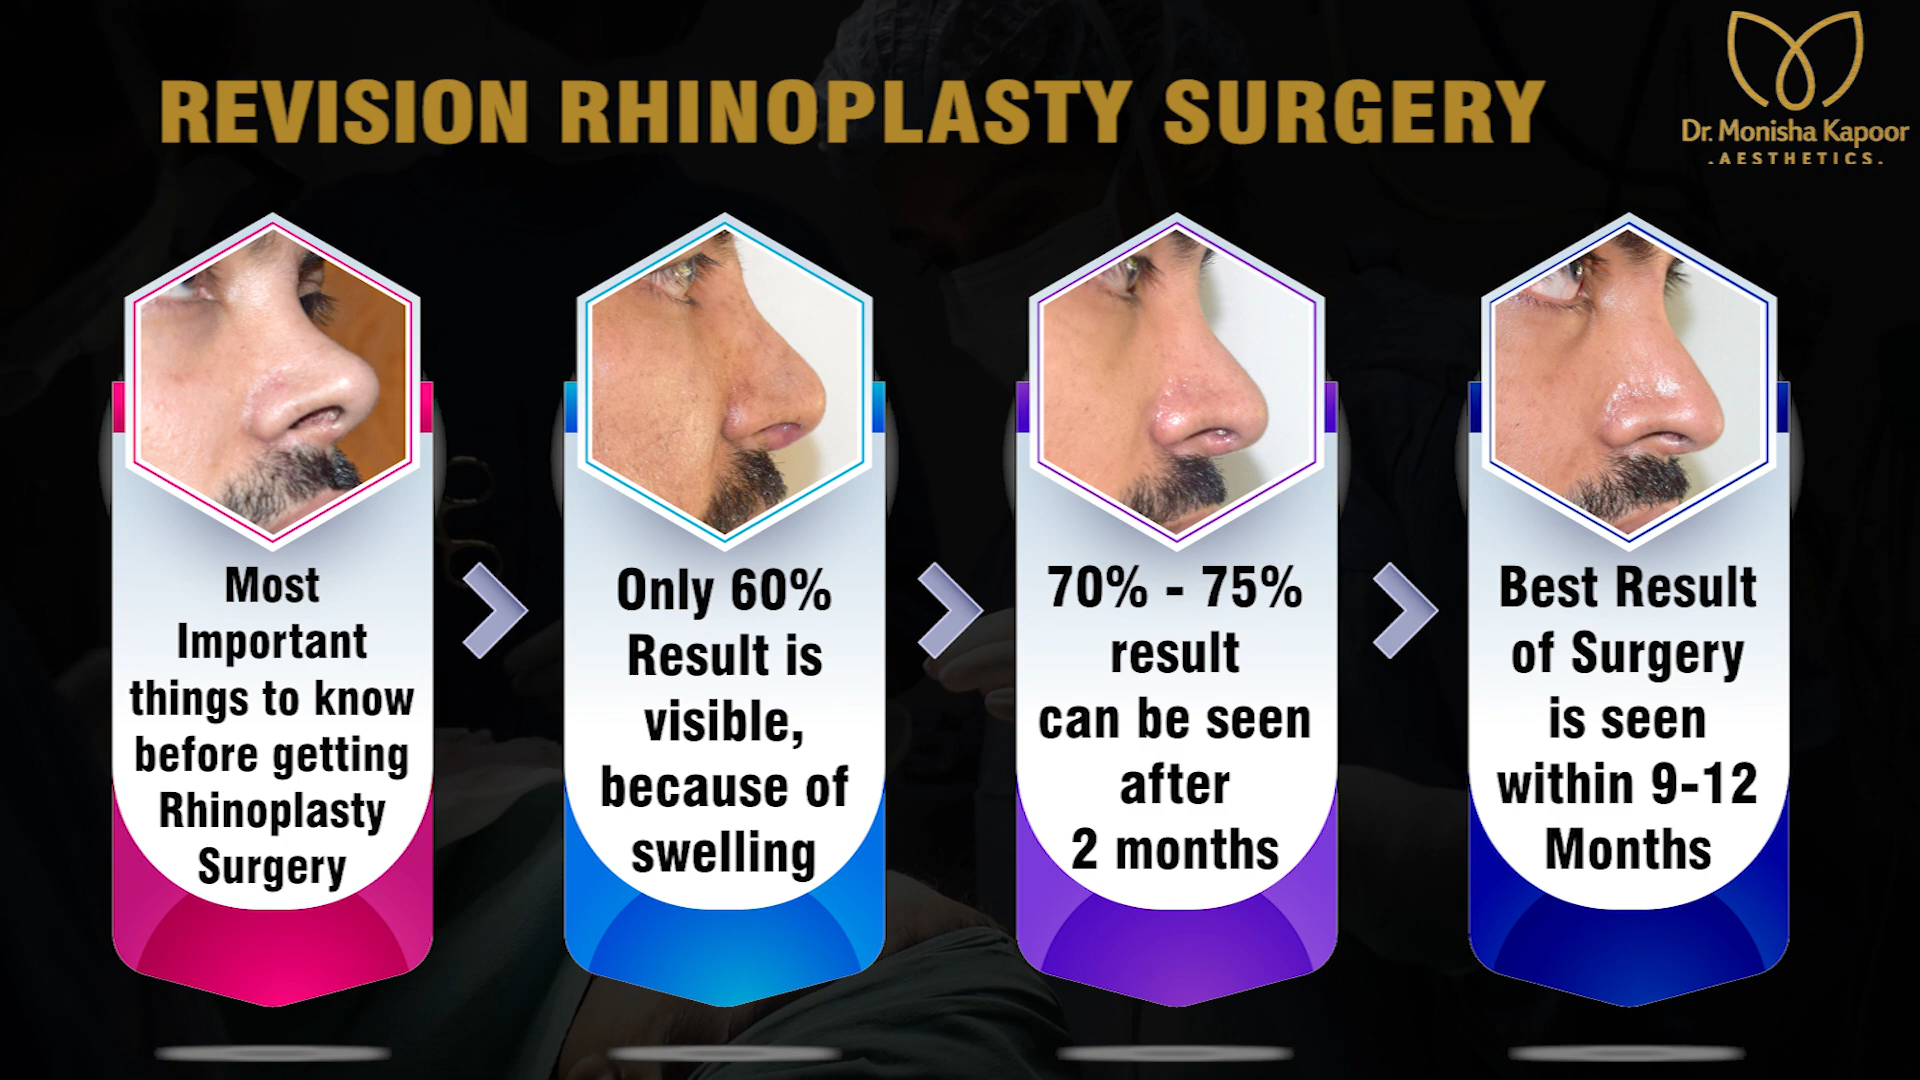 REVISION RHINOPLASTY SURGERY
Dr. Monisha Kapoor
.AESTHETICS.
Most
Important
things to know
before getting
Rhinoplasty
Surgery
Only 60%
Result is
visible,
because of
swelling
70% - 75%
result
can be seen
after
2 months
Best Result
of Surgery
is seen
within 9-12
Months